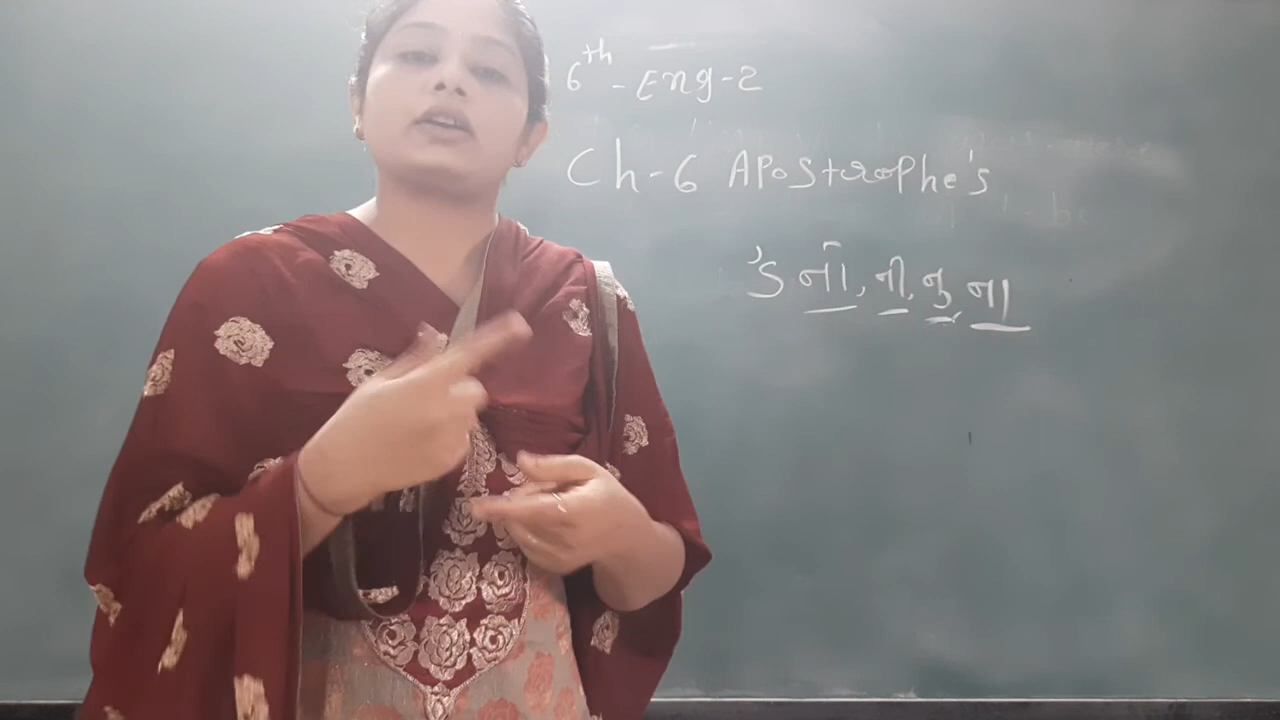 6th - Eng - 2
Ch - 6 Apostrophe's
's નો, ની, નુ, ના